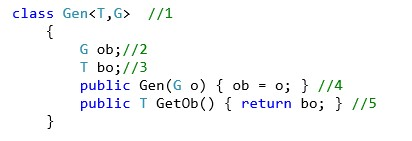 class Gen<T,G>  //1
{
G ob;//2
T bo;//3
public Gen(G o) { ob = o; } //4
public T GetOb() { return bo; } //5
}